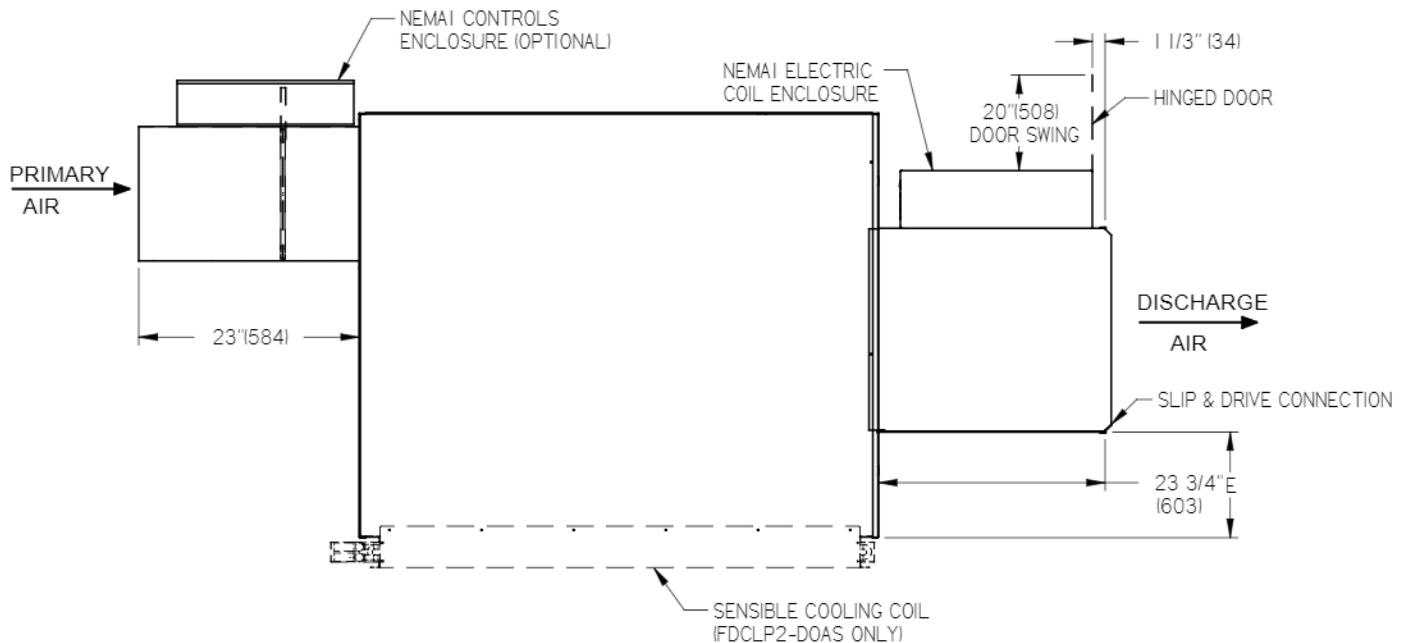 NEMA1 CONTROLS
ENCLOSURE (OPTIONAL)
1 1/3" (34)
NEMA1 ELECTRIC
COIL ENCLOSURE
20"(508)
DOOR SWING
HINGED DOOR
PRIMARY
AIR
23"(584)
DISCHARGE
AIR
SLIP & DRIVE CONNECTION
23 3/4"
(603)
E
SENSIBLE COOLING COIL
(FDCLP2-DOAS ONLY)